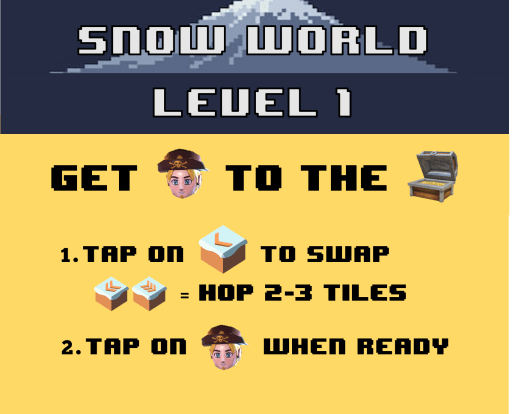 SNOW WORLD
LEVEL 1
GET TO THE
1. TAP ON TO SWAP
= HOP 2-3 TILES
2. TAP ON WHEN READY